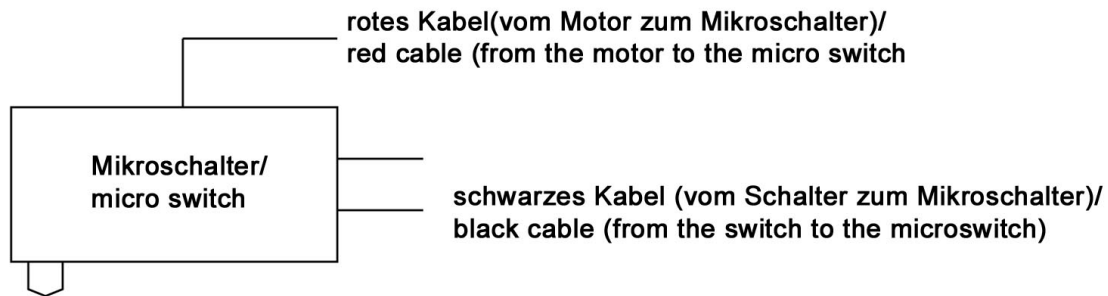 rotes Kabel(vom Motor zum Mikroschalter)/
red cable (from the motor to the micro switch
Mikroschalter/
micro switch
schwarzes Kabel (vom Schalter zum Mikroschalter)/
black cable (from the switch to the microswitch)